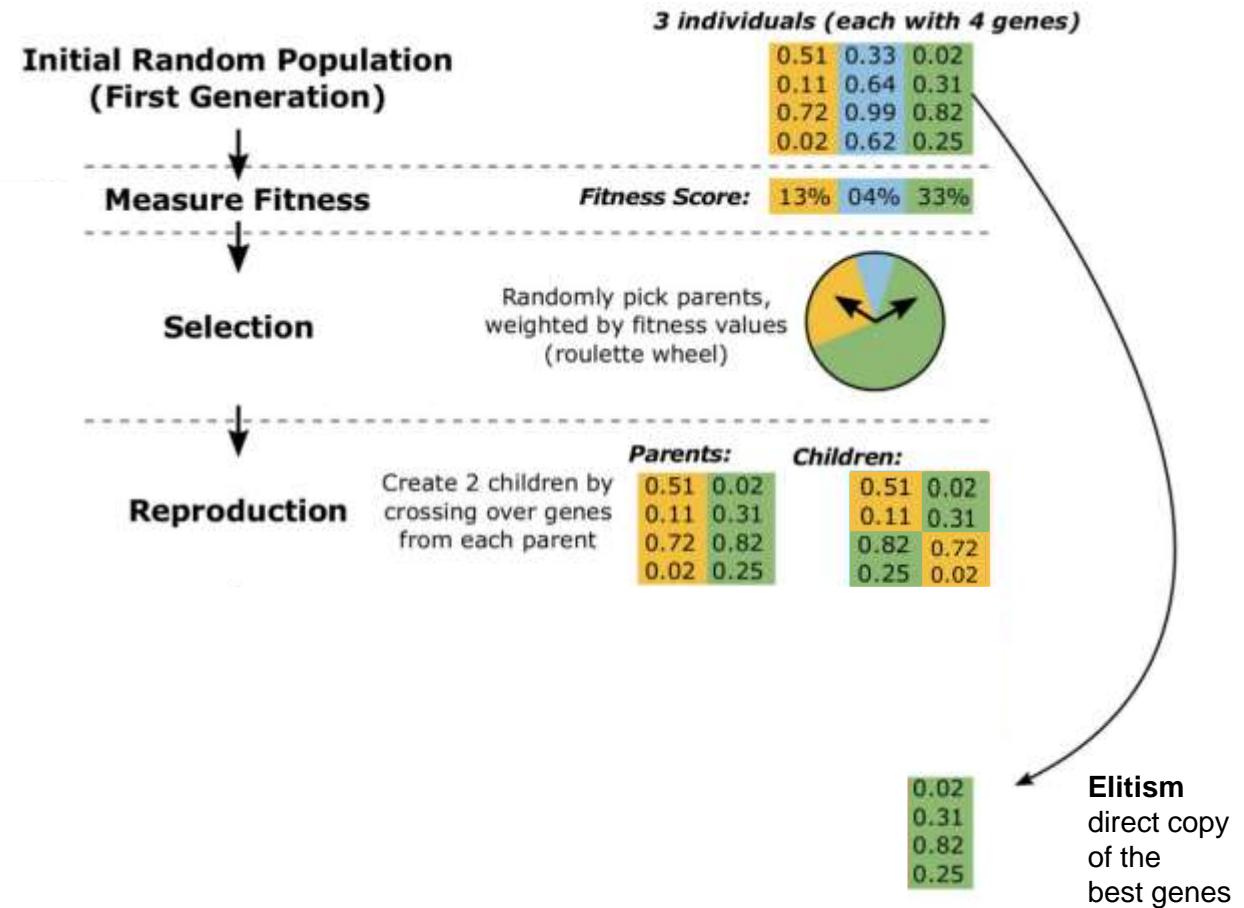 3 individuals (each with 4 genes)
Initial Random Population
(First Generation)
0.51 0.33 0.02
0.11 0.64 0.31
0.72 0.99 0.82
0.02 0.62 0.25
Measure Fitness
Fitness Score: 13% 04% 33%
Selection
Randomly pick parents,
weighted by fitness values
(roulette wheel)
Reproduction
Create 2 children by
crossing over genes
from each parent
Parents:
0.51 0.02
0.11 0.31
0.72 0.82
0.02 0.25
Children:
0.51 0.02
0.11 0.31
0.82 0.72
0.25 0.02
0.02
0.31
0.82
0.25
Elitism
direct copy
of the
best genes